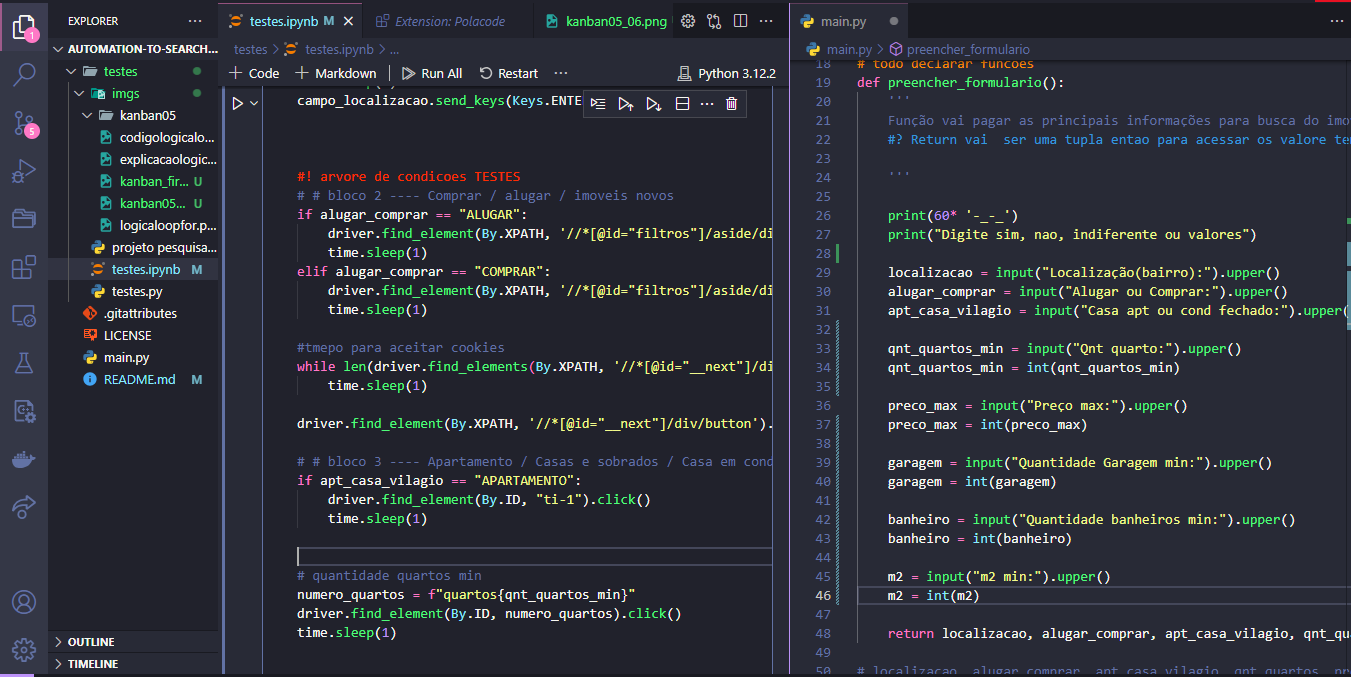 EXPLORER ...
AUTOMATION-TO-SEARCH...
testes
imgs
kanban05
codigologicalo...
explicacaologic...
kanban_fir... U
kanban05... U
logicaloopfor.p...
projeto pesquisa...
testes.ipynb M
testes.py
.gitattributes
LICENSE
main.py
README.md M
OUTLINE
TIMELINE
1
5
testes.ipynb M
Extension: Polacode
kanban05_06.png
testes > testes.ipynb > ...
+ Code + Markdown Run All Restart ... Python 3.12.2
campo_localizacao.send_keys(Keys.ENTE
#! arvore de condicoes TESTES
# # bloco 2 ---- Comprar / alugar / imoveis novos
if alugar_comprar == "ALUGAR":
driver.find_element(By.XPATH, '//*[@id="filtros"]/aside/di
time.sleep(1)
elif alugar_comprar == "COMPRAR":
driver.find_element(By.XPATH, '//*[@id="filtros"]/aside/di
time.sleep(1)
#tmepo para aceitar cookies
while len(driver.find_elements(By.XPATH, '//*[@id="__next"]/di
time.sleep(1)
driver.find_element(By.XPATH, '//*[@id="__next"]/div/button').
# # bloco 3 ---- Apartamento / Casas e sobrados / Casa em cond
if apt_casa_vilagio == "APARTAMENTO":
driver.find_element(By.ID, "ti-1").click()
time.sleep(1)
# quantidade quartos min
numero_quartos = f"quartos{qnt_quartos_min}"
driver.find_element(By.ID, numero_quartos).click()
time.sleep(1)
main.py
main.py > preencher_formulario
18 # todo declarar funcoes
19 def preencher_formulario():
20 '''
21 Função vai pagar as principais informações para busca do imo
22 #? Return vai  ser uma tupla entao para acessar os valore te
23
24 '''
25
26 print(60* '-_-_')
27 print("Digite sim, nao, indiferente ou valores")
28
29 localizacao = input("Localização(bairro):").upper()
30 alugar_comprar = input("Alugar ou Comprar:").upper()
31 apt_casa_vilagio = input("Casa apt ou cond fechado:").upper(
32
33 qnt_quartos_min = input("Qnt quarto:").upper()
34 qnt_quartos_min = int(qnt_quartos_min)
35
36 preco_max = input("Preço max:").upper()
37 preco_max = int(preco_max)
38
39 garagem = input("Quantidade Garagem min:").upper()
40 garagem = int(garagem)
41
42 banheiro = input("Quantidade banheiros min:").upper()
43 banheiro = int(banheiro)
44
45 m2 = input("m2 min:").upper()
46 m2 = int(m2)
47
48 return localizacao, alugar_comprar, apt_casa_vilagio, qnt_qu
49
50